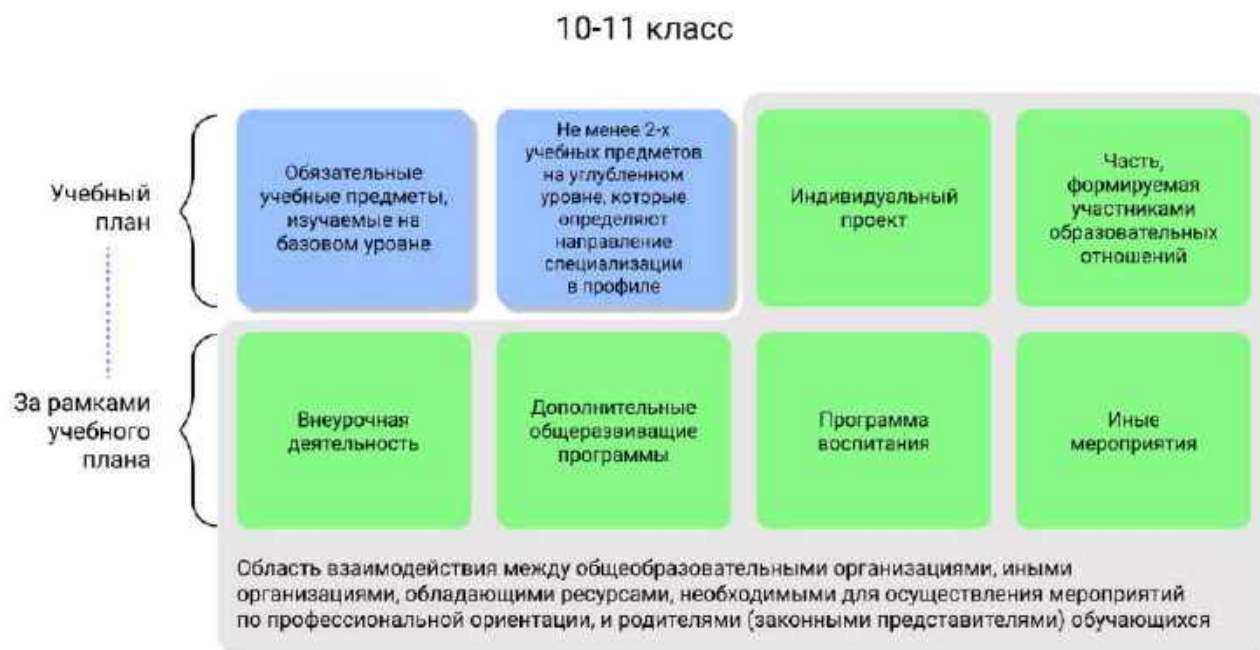 10-11 класс
Учебный
план
Обязательные
учебные предметы,
изучаемые на
базовом уровне
Не менее 2-х
учебных предметов
на углубленном
уровне, которые
определяют
направление
специализации
в профиле
Индивидуальный
проект
Часть,
формируемая
участниками
образовательных
отношений
За рамками
учебного
плана
Внеурочная
деятельность
Дополнительные
общеразвиващие
программы
Программа
воспитания
Иные
мероприятия
Область взаимодействия между общеобразовательными организациями, иными
организациями, обладающими ресурсами, необходимыми для осуществления мероприятий
по профессиональной ориентации, и родителями (законными представителями) обучающихся